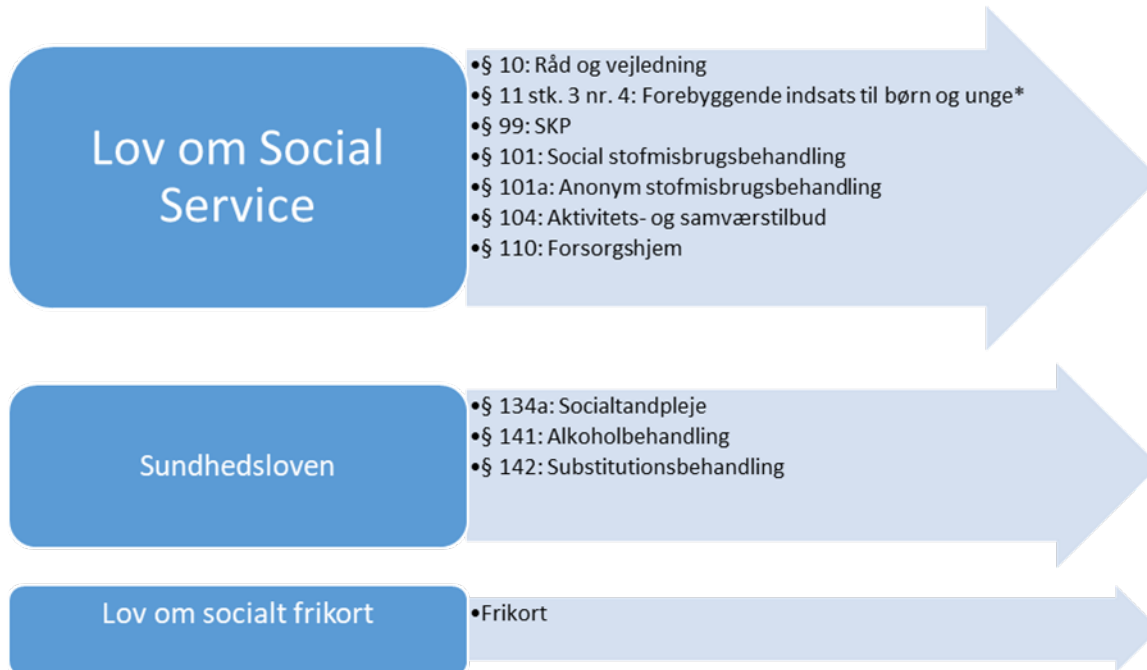 Lov om Social
Service
•§ 10: Råd og vejledning
•§ 11 stk. 3 nr. 4: Forebyggende indsats til børn og unge*
•§ 99: SKP
•§ 101: Social stofmisbrugsbehandling
•§ 101a: Anonym stofmisbrugsbehandling
•§ 104: Aktivitets- og samværstilbud
•§ 110: Forsorgshjem
Sundhedsloven
•§ 134a: Socialtandpleje
•§ 141: Alkoholbehandling
•§ 142: Substitutionsbehandling
Lov om socialt frikort
•Frikort